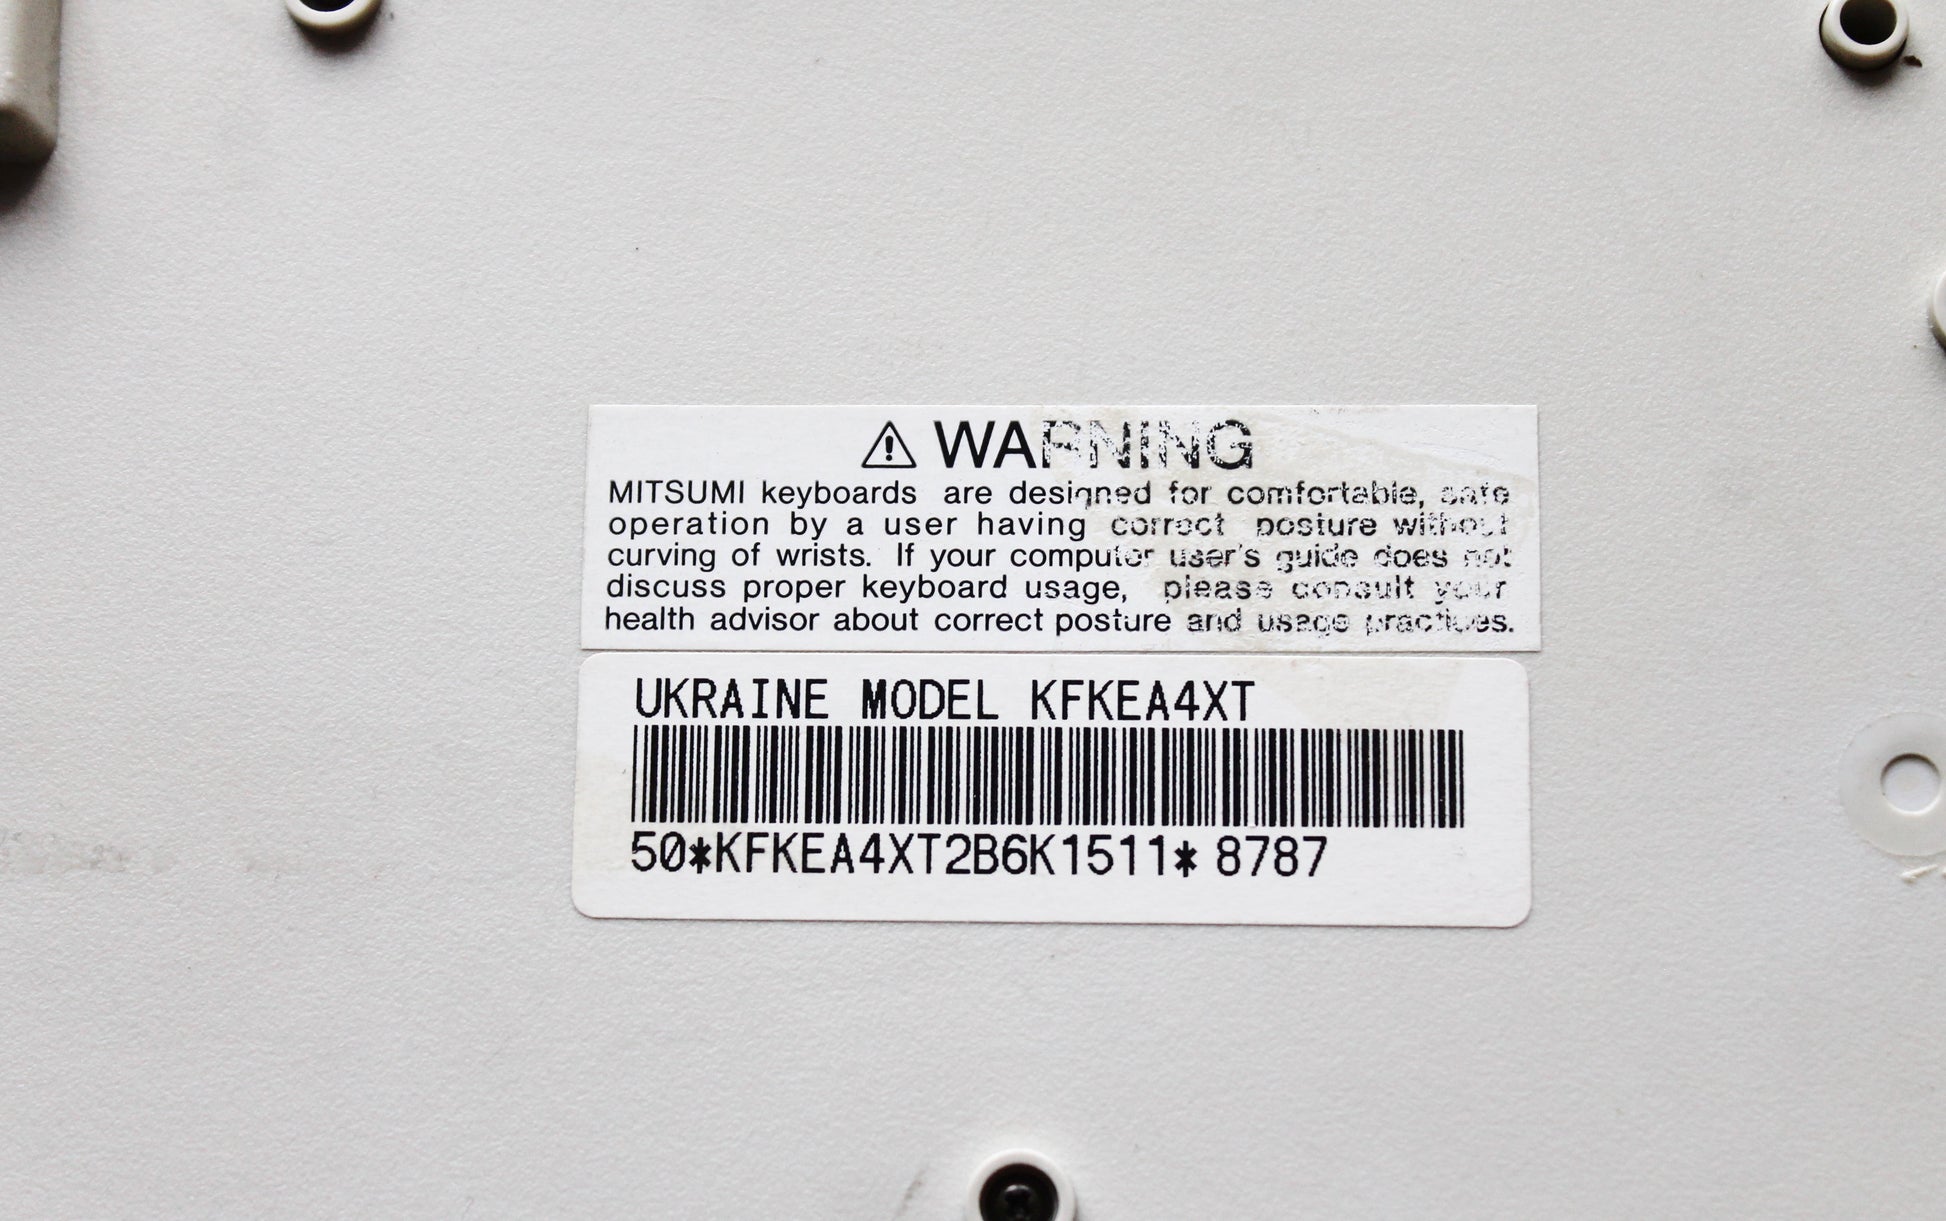 WARNING
MITSUMI keyboards are designed for comfortable, safe
operation by a user having correct posture without
curving of wrists. If your computer user's guide does not
discuss proper keyboard usage, please consult your
health advisor about correct posture and usage practices.
UKRAINE MODEL KFKEA4XT
50*KFKEA4XT2B6K1511* 8787